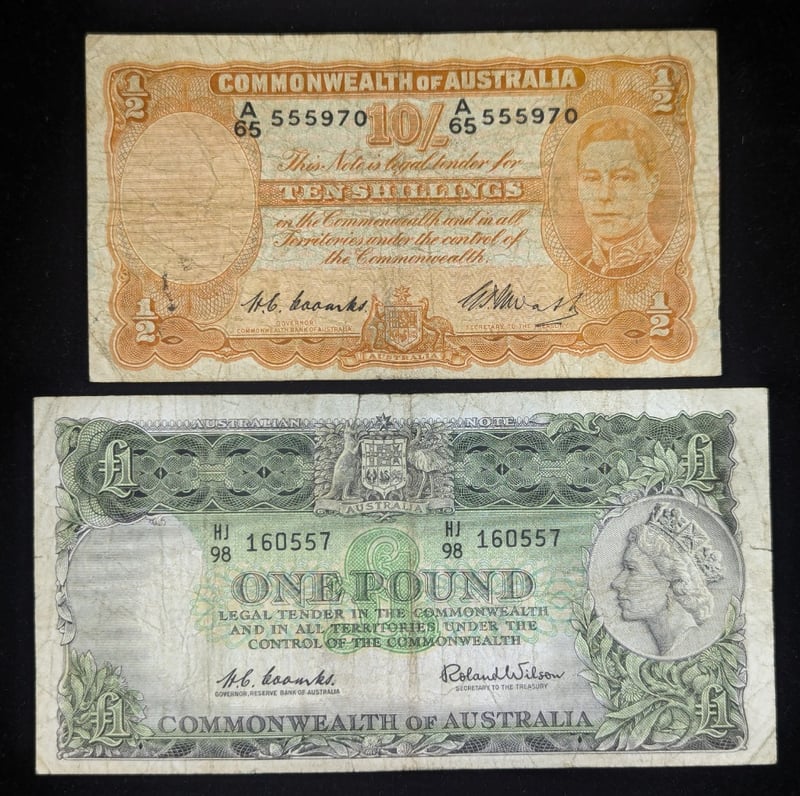 ½ ½
COMMONWEALTH OF AUSTRALIA
A
65 555970 10/- A
65 555970
This Note is legal tender for
TEN SHILLINGS
in the Commonwealth and in all
Territories under the control of
the Commonwealth.
½ ½
H.C. Coombs.
GOVERNOR
COMMONWEALTH BANK OF AUSTRALIA
SECRETARY TO THE
AUSTRALIA
AUSTRALIAN NOTE
£1 £1
AUSTRALIA
HJ
98 160557 HJ
98 160557
ONE POUND
LEGAL TENDER IN THE COMMONWEALTH
AND IN ALL TERRITORIES UNDER THE
CONTROL OF THE COMMONWEALTH
H.C. Coombs. Roland Wilson
GOVERNOR, RESERVE BANK OF AUSTRALIA SECRETARY TO THE TREASURY
£1 £1
COMMONWEALTH OF AUSTRALIA